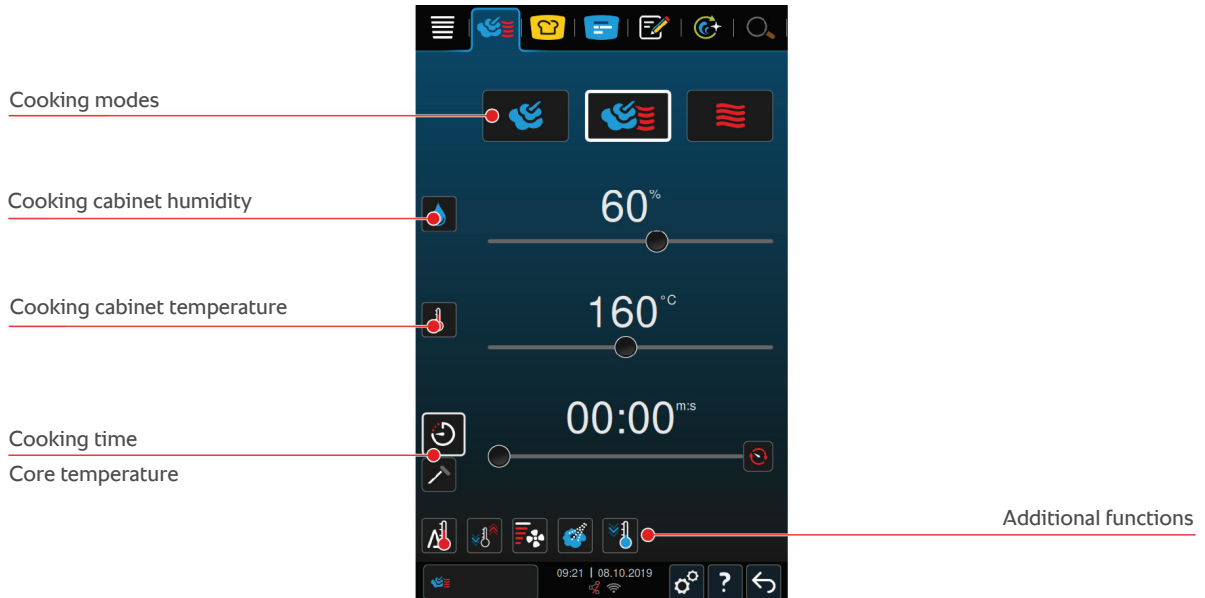 Cooking modes
Cooking cabinet humidity
60%
Cooking cabinet temperature
160°C
00:00 m:s
Cooking time
Core temperature
Additional functions
09:21 | 08.10.2019
?